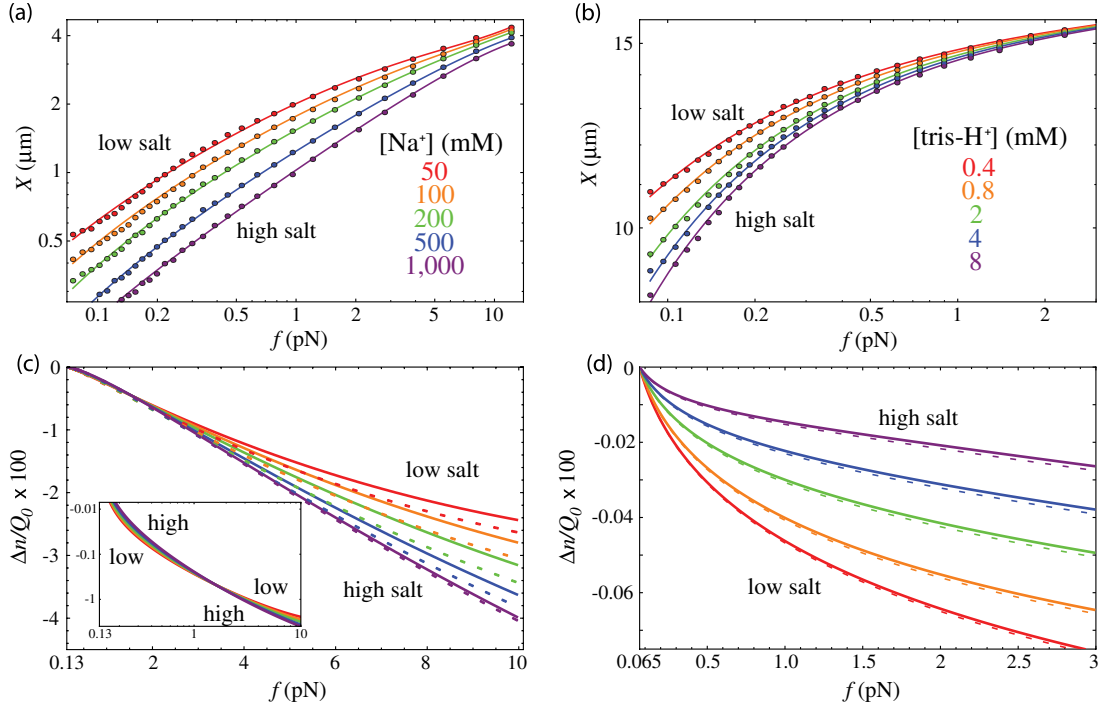 (a)
4
2
1
0.5
X (μm)
low salt
high salt
[Na⁺] (mM)
50
100
200
500
1,000
0.1 0.2 0.5 1 2 5 10
f (pN)
(b)
15
10
X (μm)
low salt
high salt
[tris-H⁺] (mM)
0.4
0.8
2
4
8
0.1 0.2 0.5 1 2
f (pN)
(c)
0
-1
-2
-3
-4
Δn/Q₀ x 100
low salt
high salt
-0.01
-0.1
-1
high
low
low
high
0.13 1 10
0.13 2 4 6 8 10
f (pN)
(d)
0
-0.02
-0.04
-0.06
Δn/Q₀ x 100
high salt
low salt
0.065 0.5 1.0 1.5 2 2.5 3
f (pN)